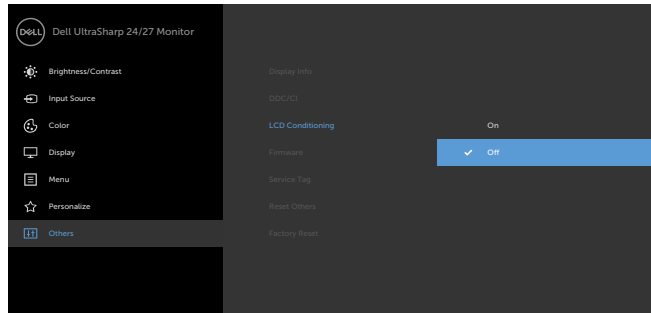 DELL Dell UltraSharp 24/27 Monitor
Brightness/Contrast Display Info
Input Source DDC/CI
Color LCD Conditioning On
Display Firmware Off
Menu Service Tag
Personalize Reset Others
Others Factory Reset